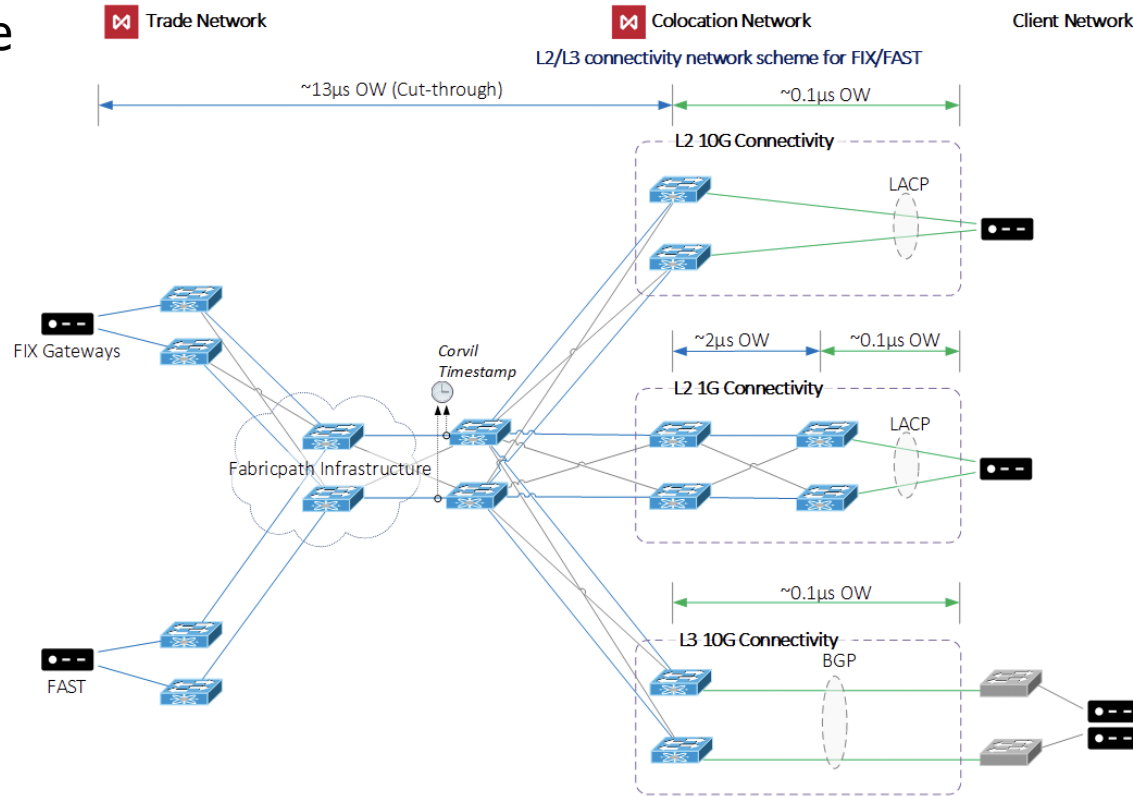 e
Trade Network
Colocation Network
Client Network
L2/L3 connectivity network scheme for FIX/FAST
~13µs OW (Cut-through)
~0.1µs OW
L2 10G Connectivity
LACP
FIX Gateways
Corvil
Timestamp
~2µs OW
~0.1µs OW
L2 1G Connectivity
LACP
Fabricpath Infrastructure
~0.1µs OW
L3 10G Connectivity
BGP
FAST